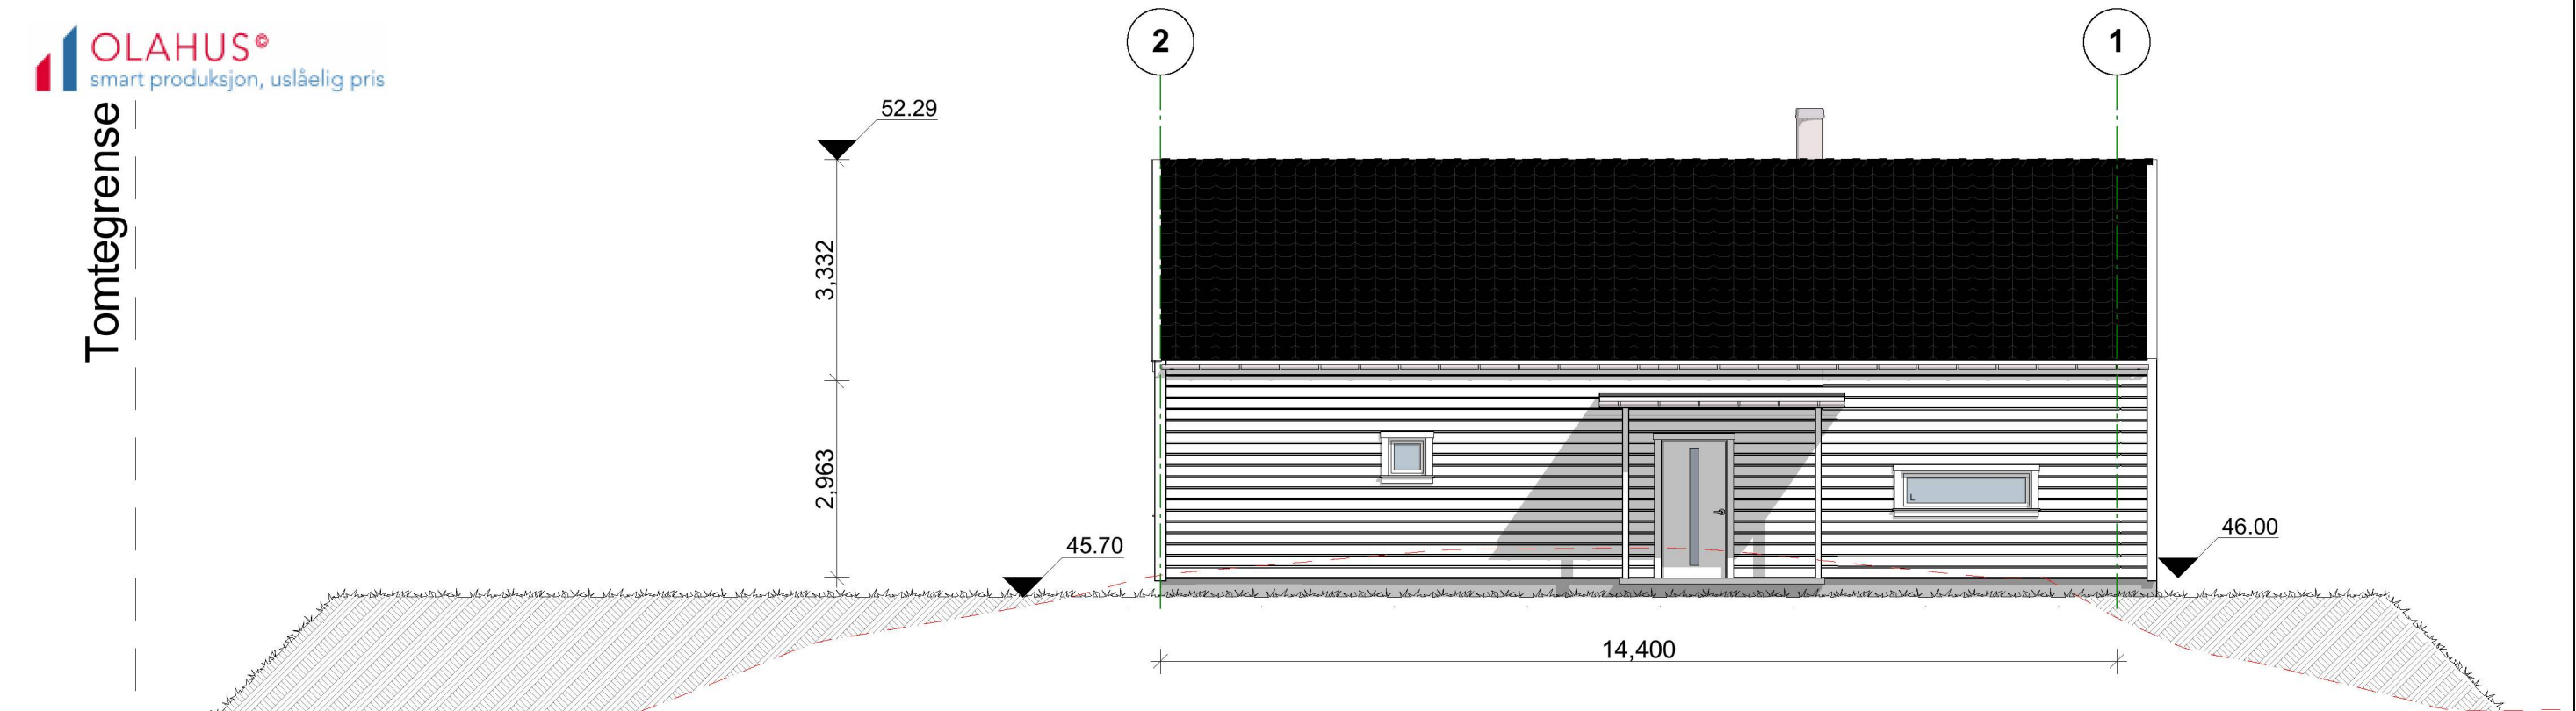 OLAHUS©
smart produksjon, uslåelig pris
Tomtegrense
2
1
52.29
3,332
2,963
45.70
46.00
14,400
L